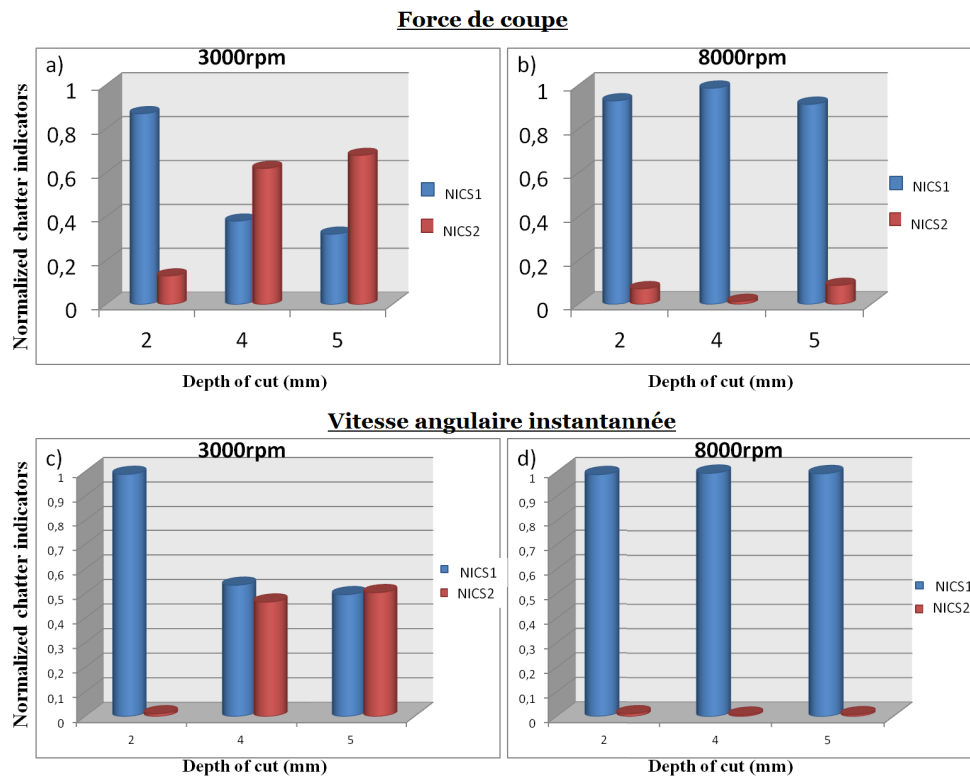 Force de coupe
a)
3000rpm
Normalized chatter indicators
1
0,8
0,6
0,4
0,2
0
2 4 5
Depth of cut (mm)
NICS1
NICS2
b)
8000rpm
1
0,8
0,6
0,4
0,2
0
2 4 5
Depth of cut (mm)
NICS1
NICS2
Vitesse angulaire instantannée
c)
3000rpm
Normalized chatter indicators
1
0,9
0,8
0,7
0,6
0,5
0,4
0,3
0,2
0,1
0
2 4 5
Depth of cut (mm)
NICS1
NICS2
d)
8000rpm
1
0,9
0,8
0,7
0,6
0,5
0,4
0,3
0,2
0,1
0
2 4 5
Depth of cut (mm)
NICS1
NICS2